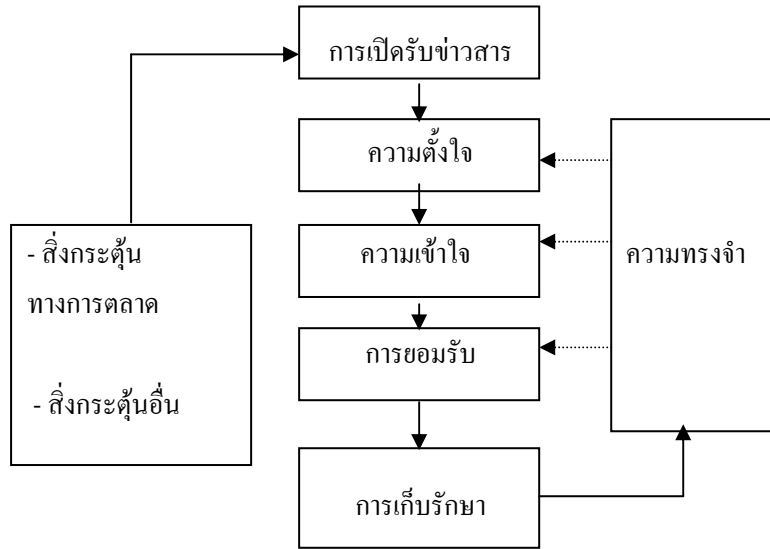 การเปิดรับข่าวสาร
ความตั้งใจ
- สิ่งกระตุ้น
ทางการตลาด
- สิ่งกระตุ้นอื่น
ความเข้าใจ
ความทรงจำ
การยอมรับ
การเก็บรักษา